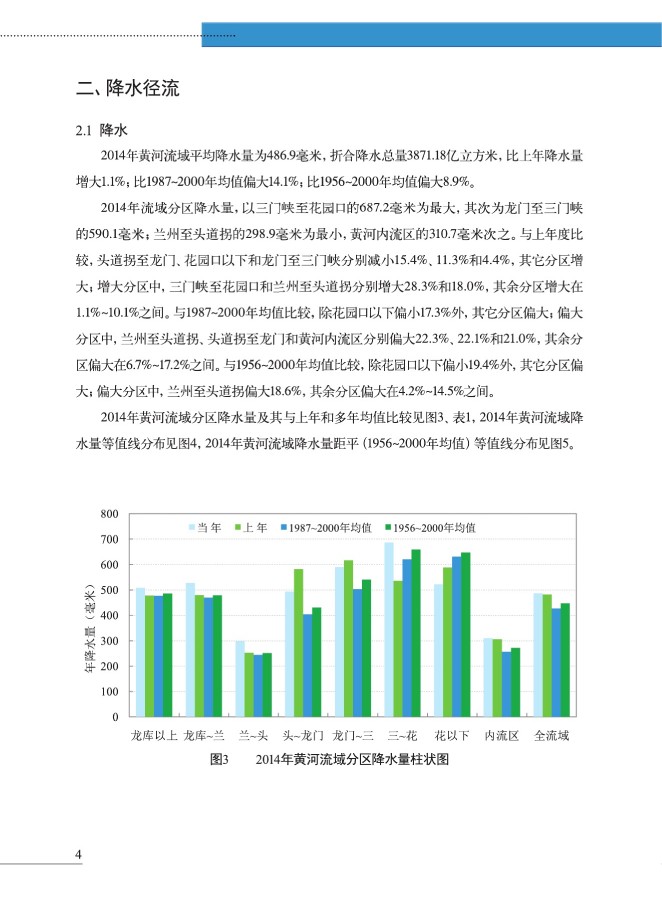 二、降水径流
2.1 降水
2014年黄河流域平均降水量为486.9毫米，折合降水总量3871.18亿立方米，比上年降水量
增大1.1%；比1987~2000年均值偏大14.1%；比1956~2000年均值偏大8.9%。
2014年流域分区降水量，以三门峡至花园口的687.2毫米为最大，其次为龙门至三门峡
的590.1毫米；兰州至头道拐的298.9毫米为最小，黄河内流区的310.7毫米次之。与上年度比
较，头道拐至龙门、花园口以下和龙门至三门峡分别减小15.4%、11.3%和4.4%，其它分区增
大；增大分区中，三门峡至花园口和兰州至头道拐分别增大28.3%和18.0%，其余分区增大在
1.1%~10.1%之间。与1987~2000年均值比较，除花园口以下偏小17.3%外，其它分区偏大；偏大
分区中，兰州至头道拐、头道拐至龙门和黄河内流区分别偏大22.3%、22.1%和21.0%，其余分
区偏大在6.7%~17.2%之间。与1956~2000年均值比较，除花园口以下偏小19.4%外，其它分区偏
大；偏大分区中，兰州至头道拐偏大18.6%，其余分区偏大在4.2%~14.5%之间。
2014年黄河流域分区降水量及其与上年和多年均值比较见图3、表1，2014年黄河流域降
水量等值线分布见图4，2014年黄河流域降水量距平（1956~2000年均值）等值线分布见图5。
800
700
600
500
400
300
200
100
0
年降水量（毫米）
当年 上年 1987~2000年均值 1956~2000年均值
龙库以上 龙库~兰 兰~头 头~龙门 龙门~三 三~花 花以下 内流区 全流域
图3 2014年黄河流域分区降水量柱状图
4